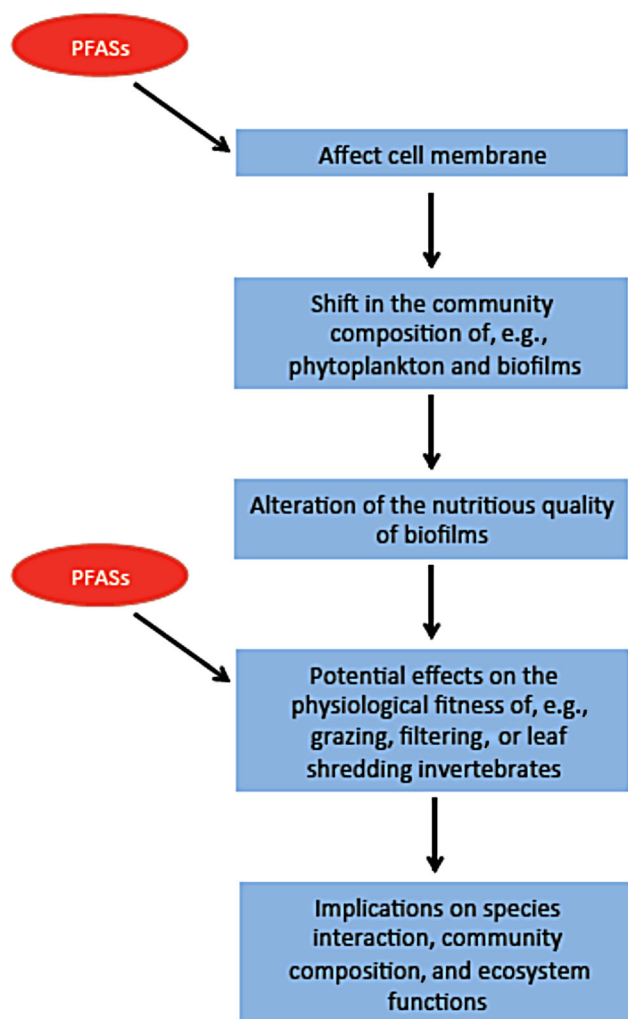 PFASs
Affect cell membrane
Shift in the community
composition of, e.g.,
phytoplankton and biofilms
Alteration of the nutritious quality
of biofilms
PFASs
Potential effects on the
physiological fitness of, e.g.,
grazing, filtering, or leaf
shredding invertebrates
Implications on species
interaction, community
composition, and ecosystem
functions